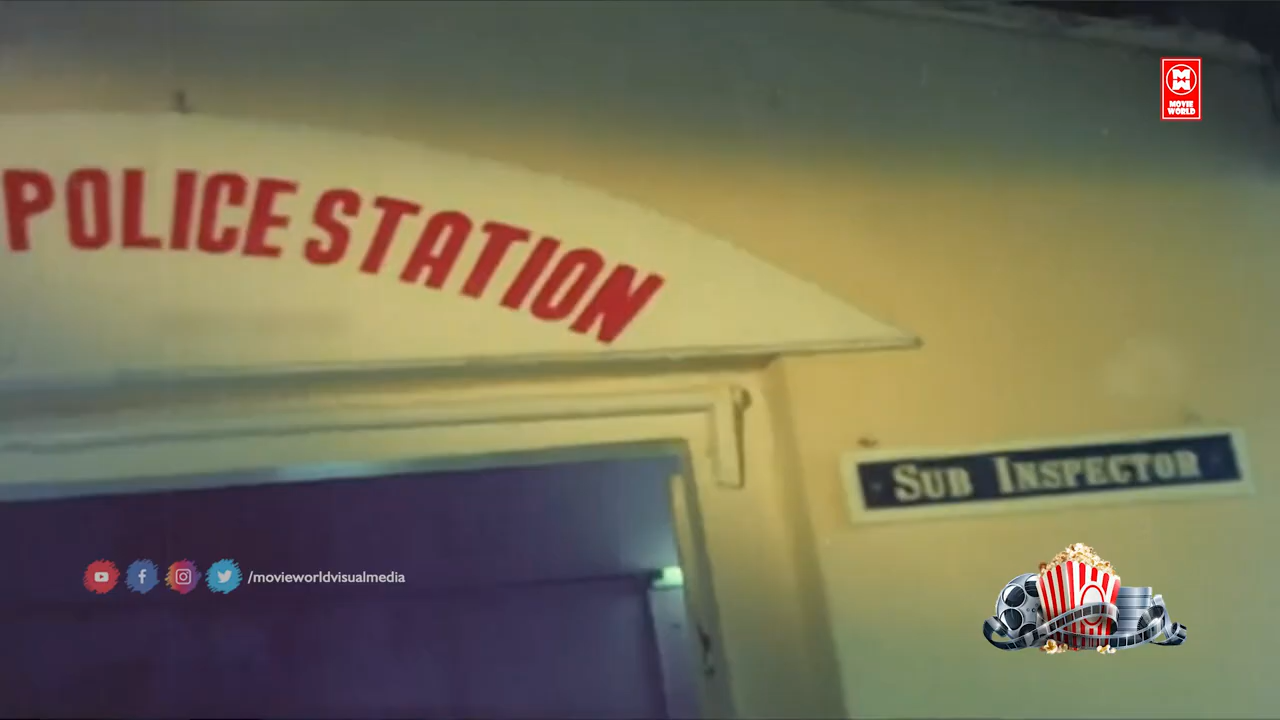 MOVIE
WORLD
POLICE STATION
SUB INSPECTOR
/movieworldvisualmedia